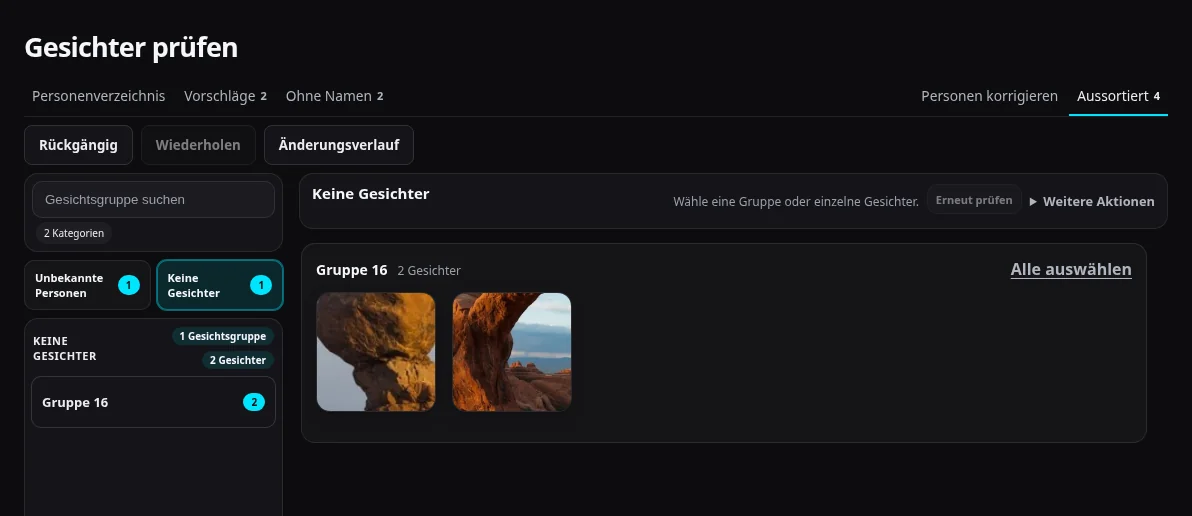 Gesichter prüfen
Personenverzeichnis Vorschläge 2 Ohne Namen 2 Personen korrigieren Aussortiert 4
Rückgängig Wiederholen Änderungsverlauf
Gesichtsgruppe suchen
2 Kategorien
Unbekannte
Personen
1
Keine
Gesichter
1
KEINE
GESICHTER
1 Gesichtsgruppe
2 Gesichter
Gruppe 16 2
Keine Gesichter
Wähle eine Gruppe oder einzelne Gesichter. Erneut prüfen ▶ Weitere Aktionen
Gruppe 16 2 Gesichter Alle auswählen